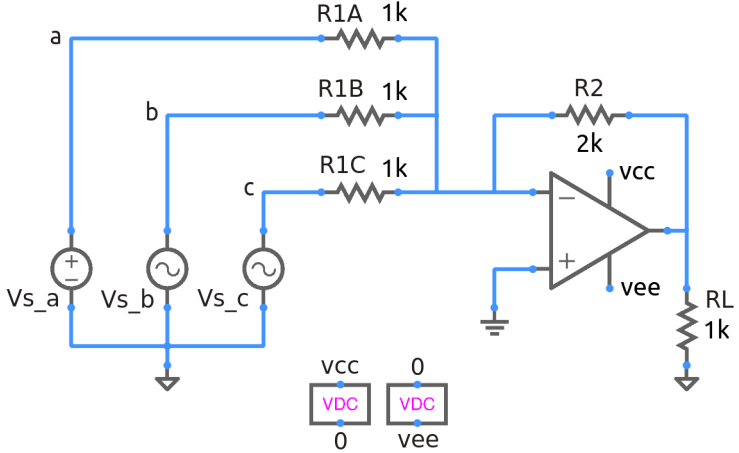 R1A 1k
a
R1B 1k
b
R1C 1k
c
R2
2k
vcc
−
+
vee
+
−
Vs_a
Vs_b
Vs_c
RL
1k
vcc
VDC
0
0
VDC
vee